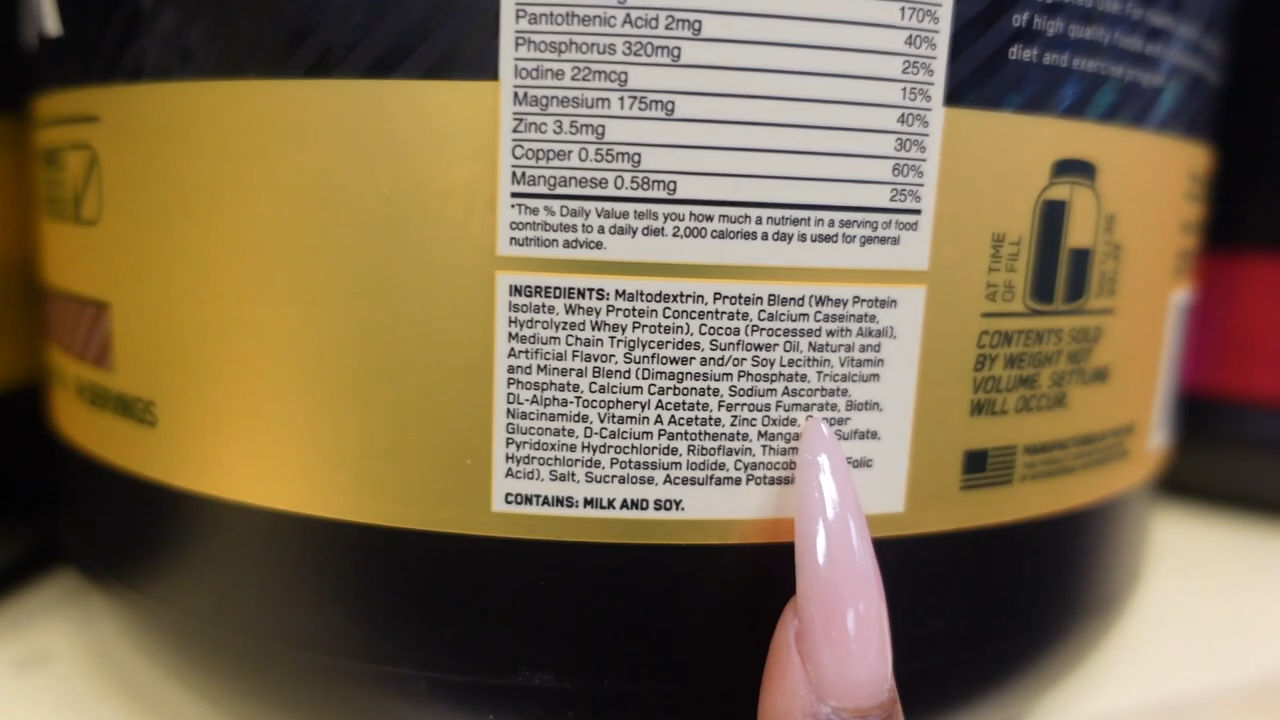 170%
Pantothenic Acid 2mg 40%
Phosphorus 320mg 25%
Iodine 22mcg 15%
Magnesium 175mg 40%
Zinc 3.5mg 30%
Copper 0.55mg 60%
Manganese 0.58mg 25%
*The % Daily Value tells you how much a nutrient in a serving of food
contributes to a daily diet. 2,000 calories a day is used for general
nutrition advice.
INGREDIENTS: Maltodextrin, Protein Blend (Whey Protein
Isolate, Whey Protein Concentrate, Calcium Caseinate,
Hydrolyzed Whey Protein), Cocoa (Processed with Alkali),
Medium Chain Triglycerides, Sunflower Oil, Natural and
Artificial Flavor, Sunflower and/or Soy Lecithin, Vitamin
and Mineral Blend (Dimagnesium Phosphate, Tricalcium
Phosphate, Calcium Carbonate, Sodium Ascorbate,
DL-Alpha-Tocopheryl Acetate, Ferrous Fumarate, Biotin,
Niacinamide, Vitamin A Acetate, Zinc Oxide,
Gluconate, D-Calcium Pantothenate, Sulfate,
Pyridoxine Hydrochloride, Riboflavin,
Hydrochloride, Potassium Iodide, Folic
Acid), Salt, Sucralose, Acesulfame
CONTAINS: MILK AND SOY.
of high quality foods
diet and exercise program
AT TIME
OF FILL
CONTENTS SOLD
BY WEIGHT NOT
VOLUME. SETTLING
WILL OCCUR.
SERVINGS